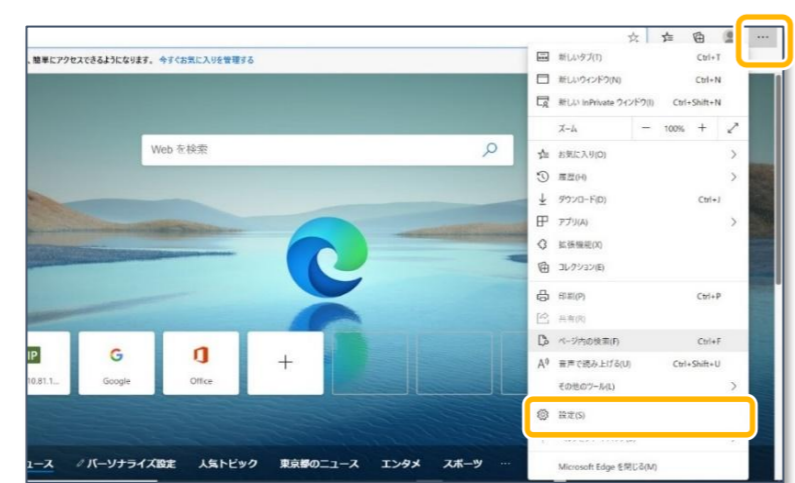 簡単にアクセスできるようになります。 今すぐお気に入りを管理する
Web を検索
IP
10.81.1...
Google
Office
ュース パーソナライズ設定 人気トピック 東京都のニュース エンタメ スポーツ ...
新しいタブ(T) Ctrl+T
新しいウィンドウ(N) Ctrl+N
新しい InPrivate ウィンドウ(I) Ctrl+Shift+N
ズーム — 100% +
お気に入り(O)
履歴(H)
ダウンロード(D) Ctrl+J
アプリ(A)
拡張機能(X)
コレクション(E)
印刷(P) Ctrl+P
共有(R)
ページ内の検索(F) Ctrl+F
音声で読み上げる(U) Ctrl+Shift+U
その他のツール(L)
設定(S)
Microsoft Edge を閉じる(M)